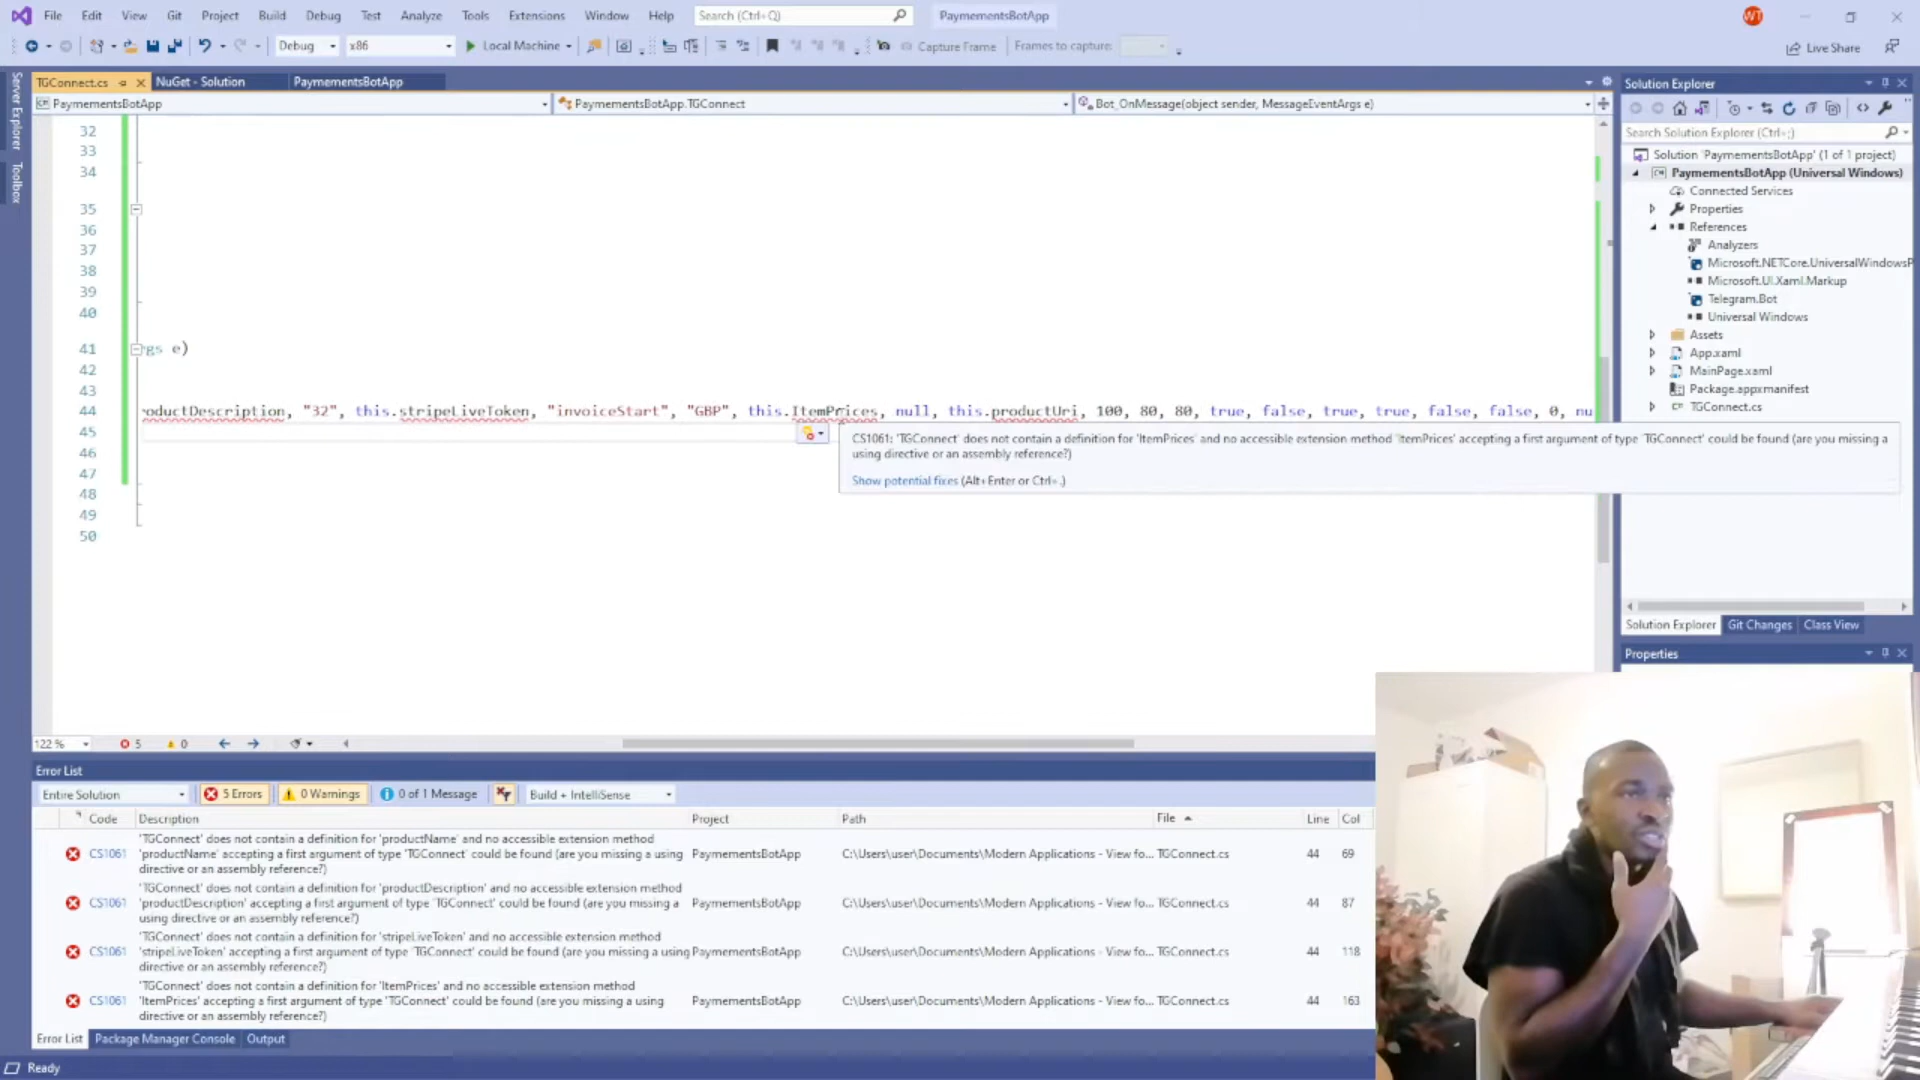 File Edit View Git Project Build Debug Test Analyze Tools Extensions Window Help Search (Ctrl+Q) PaymementsBotApp WT
Debug x86 Local Machine Capture Frame Frames to capture: Live Share
TGConnect.cs NuGet - Solution PaymementsBotApp
PaymementsBotApp PaymementsBotApp.TGConnect Bot_OnMessage(object sender, MessageEventArgs e)
Server Explorer
Toolbox
32
33
34
35
36
37
38
39
40
41 gs e)
42
43
44 oductDescription, "32", this.stripeLiveToken, "invoiceStart", "GBP", this.ItemPrices, null, this.productUri, 100, 80, 80, true, false, true, true, false, false, 0, nu
45
46
47
48
49
50
CS1061: 'TGConnect' does not contain a definition for 'ItemPrices' and no accessible extension method 'ItemPrices' accepting a first argument of type 'TGConnect' could be found (are you missing a
using directive or an assembly reference?)
Show potential fixes (Alt+Enter or Ctrl+.)
122 % 5 0
Solution Explorer
Search Solution Explorer (Ctrl+;)
Solution 'PaymementsBotApp' (1 of 1 project)
PaymementsBotApp (Universal Windows)
Connected Services
Properties
References
Analyzers
Microsoft.NETCore.UniversalWindowsP
Microsoft.UI.Xaml.Markup
Telegram.Bot
Universal Windows
Assets
App.xaml
MainPage.xaml
Package.appxmanifest
TGConnect.cs
Solution Explorer Git Changes Class View
Properties
Error List
Entire Solution 5 Errors 0 Warnings 0 of 1 Message Build + IntelliSense
Code Description Project Path File Line Col
'TGConnect' does not contain a definition for 'productName' and no accessible extension method
CS1061 'productName' accepting a first argument of type 'TGConnect' could be found (are you missing a using PaymementsBotApp C:\Users\user\Documents\Modern Applications - View fo... TGConnect.cs 44 69
directive or an assembly reference?)
'TGConnect' does not contain a definition for 'productDescription' and no accessible extension method
CS1061 'productDescription' accepting a first argument of type 'TGConnect' could be found (are you missing a PaymementsBotApp C:\Users\user\Documents\Modern Applications - View fo... TGConnect.cs 44 87
using directive or an assembly reference?)
'TGConnect' does not contain a definition for 'stripeLiveToken' and no accessible extension method
CS1061 'stripeLiveToken' accepting a first argument of type 'TGConnect' could be found (are you missing a using PaymementsBotApp C:\Users\user\Documents\Modern Applications - View fo... TGConnect.cs 44 118
directive or an assembly reference?)
'TGConnect' does not contain a definition for 'ItemPrices' and no accessible extension method
CS1061 'ItemPrices' accepting a first argument of type 'TGConnect' could be found (are you missing a using PaymementsBotApp C:\Users\user\Documents\Modern Applications - View fo... TGConnect.cs 44 163
directive or an assembly reference?)
Error List Package Manager Console Output
Ready